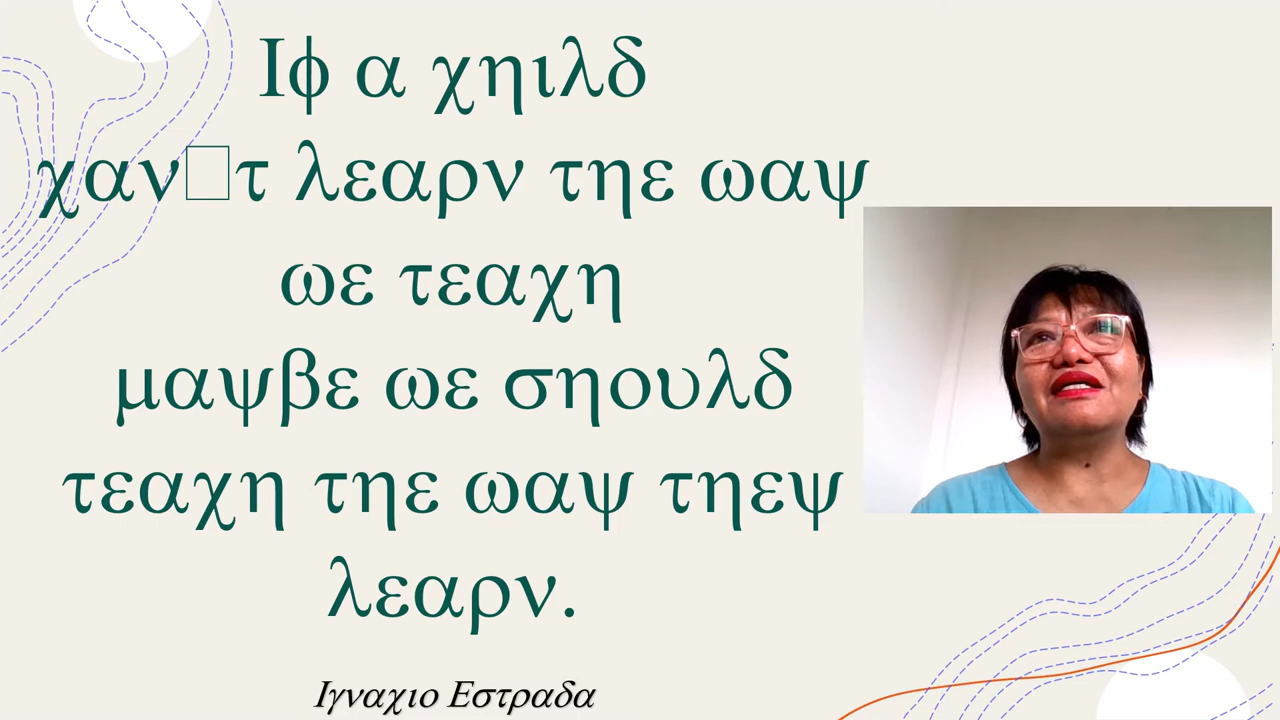 Ιφ α χηιλδ
χαν□τ λεαρν τηε ωαψ
ωε τεαχη
μαψβε ωε σηουλδ
τεαχη τηε ωαψ τηεψ
λεαρν.
Ιγναχιο Εστραδα